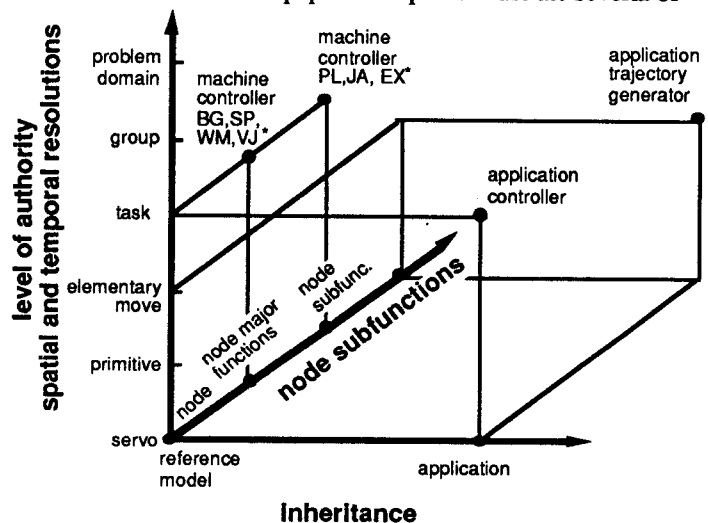 problem
domain
group
task
elementary
move
primitive
servo
level of authority
spatial and temporal resolutions
machine
controller
BG,SP,
WM,VJ*
machine
controller
PL,JA, EX*
application
trajectory
generator
application
controller
node
node major
functions
node
subfunc.
node subfunctions
reference
model
application
inheritance